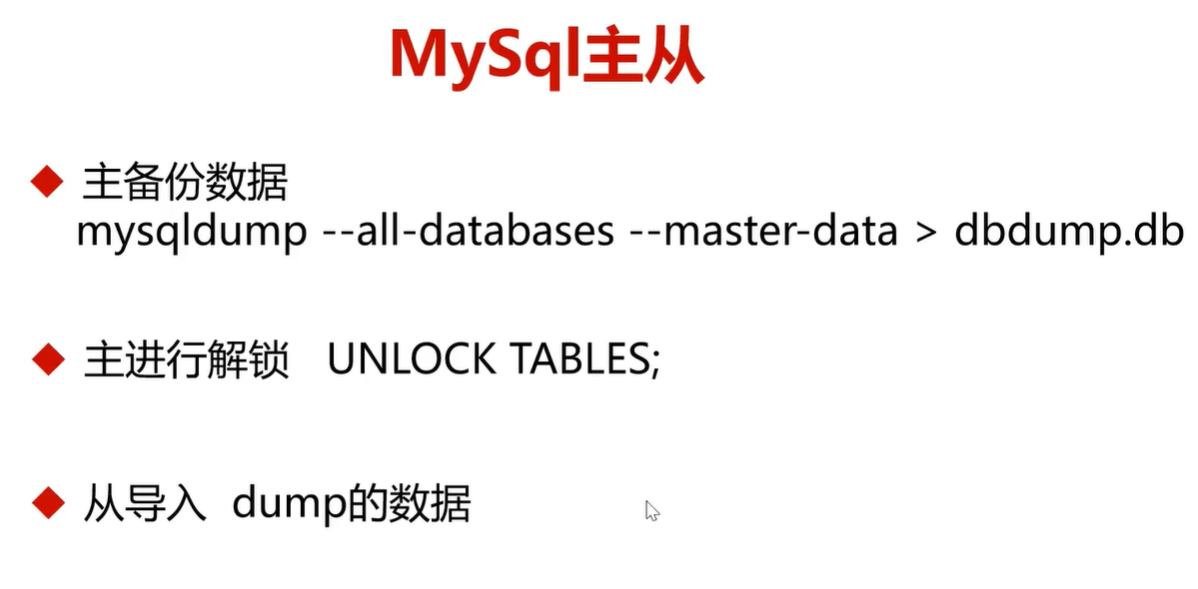 MySql主从
主备份数据
mysqldump --all-databases --master-data > dbdump.db
主进行解锁 UNLOCK TABLES;
从导入 dump的数据